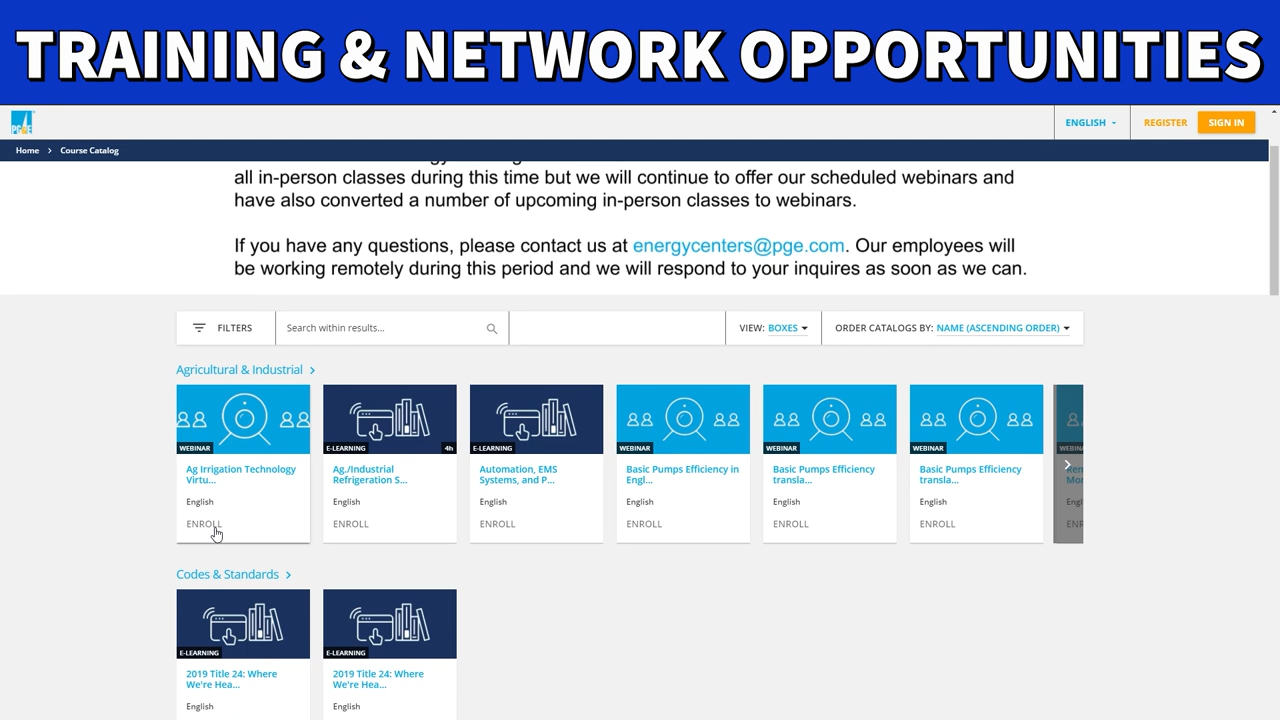 TRAINING & NETWORK OPPORTUNITIES
PG&E
ENGLISH
REGISTER
SIGN IN
Home > Course Catalog
all in-person classes during this time but we will continue to offer our scheduled webinars and
have also converted a number of upcoming in-person classes to webinars.
If you have any questions, please contact us at energycenters@pge.com. Our employees will
be working remotely during this period and we will respond to your inquires as soon as we can.
FILTERS
Search within results...
VIEW: BOXES
ORDER CATALOGS BY: NAME (ASCENDING ORDER)
Agricultural & Industrial >
WEBINAR
Ag Irrigation Technology
Virtu...
English
ENROLL
E-LEARNING
4h
Ag./Industrial
Refrigeration S...
English
ENROLL
E-LEARNING
Automation, EMS
Systems, and P...
English
ENROLL
WEBINAR
Basic Pumps Efficiency in
Engl...
English
ENROLL
WEBINAR
Basic Pumps Efficiency
transla...
English
ENROLL
WEBINAR
Basic Pumps Efficiency
transla...
English
ENROLL
Codes & Standards >
E-LEARNING
2019 Title 24: Where
We're Hea...
English
E-LEARNING
2019 Title 24: Where
We're Hea...
English